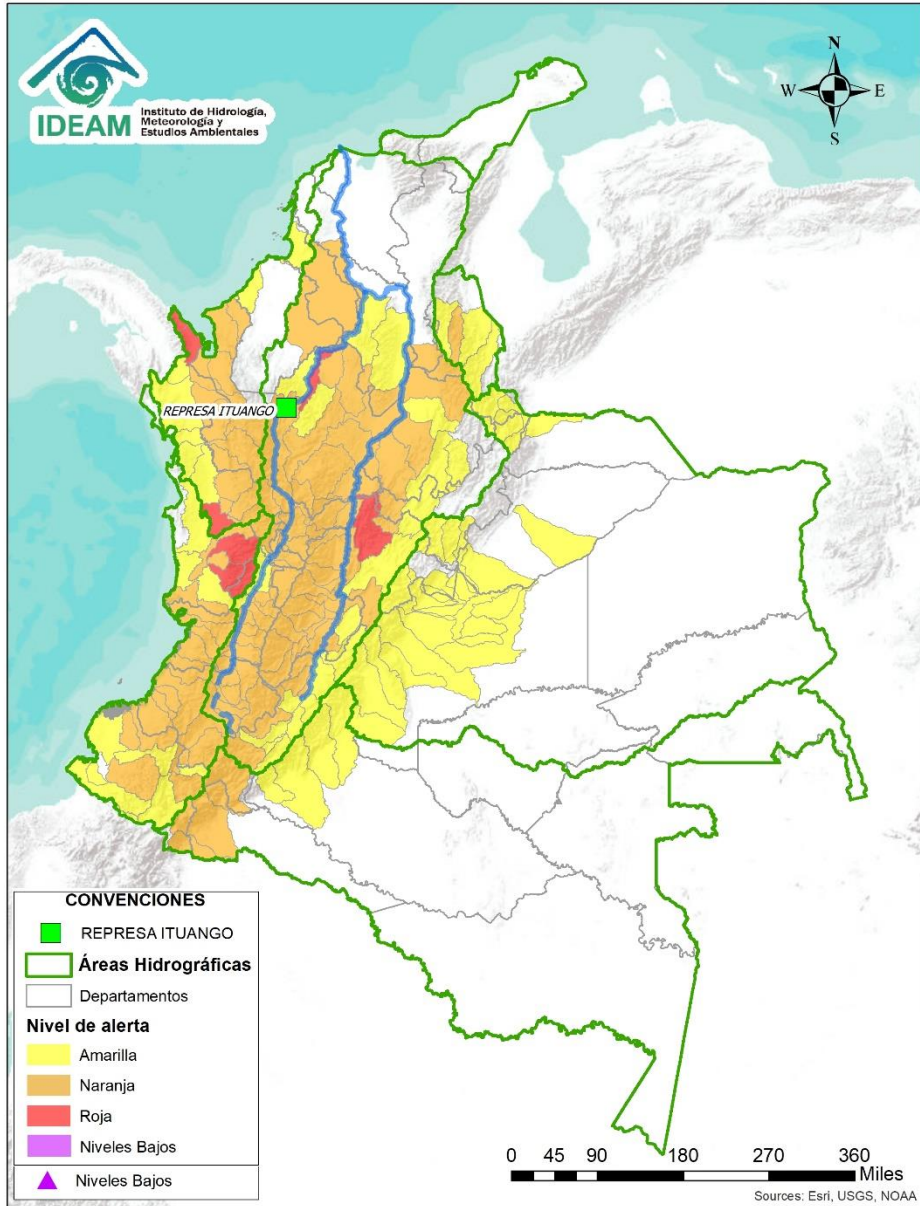 IDEAM
Instituto de Hidrología,
Meteorología y
Estudios Ambientales
N
W
E
S
REPRESA ITUANGO
CONVENCIONES
REPRESA ITUANGO
Áreas Hidrográficas
Departamentos
Nivel de alerta
Amarilla
Naranja
Roja
Niveles Bajos
Niveles Bajos
0 45 90 180 270 360
Miles
Sources: Esri, USGS, NOAA